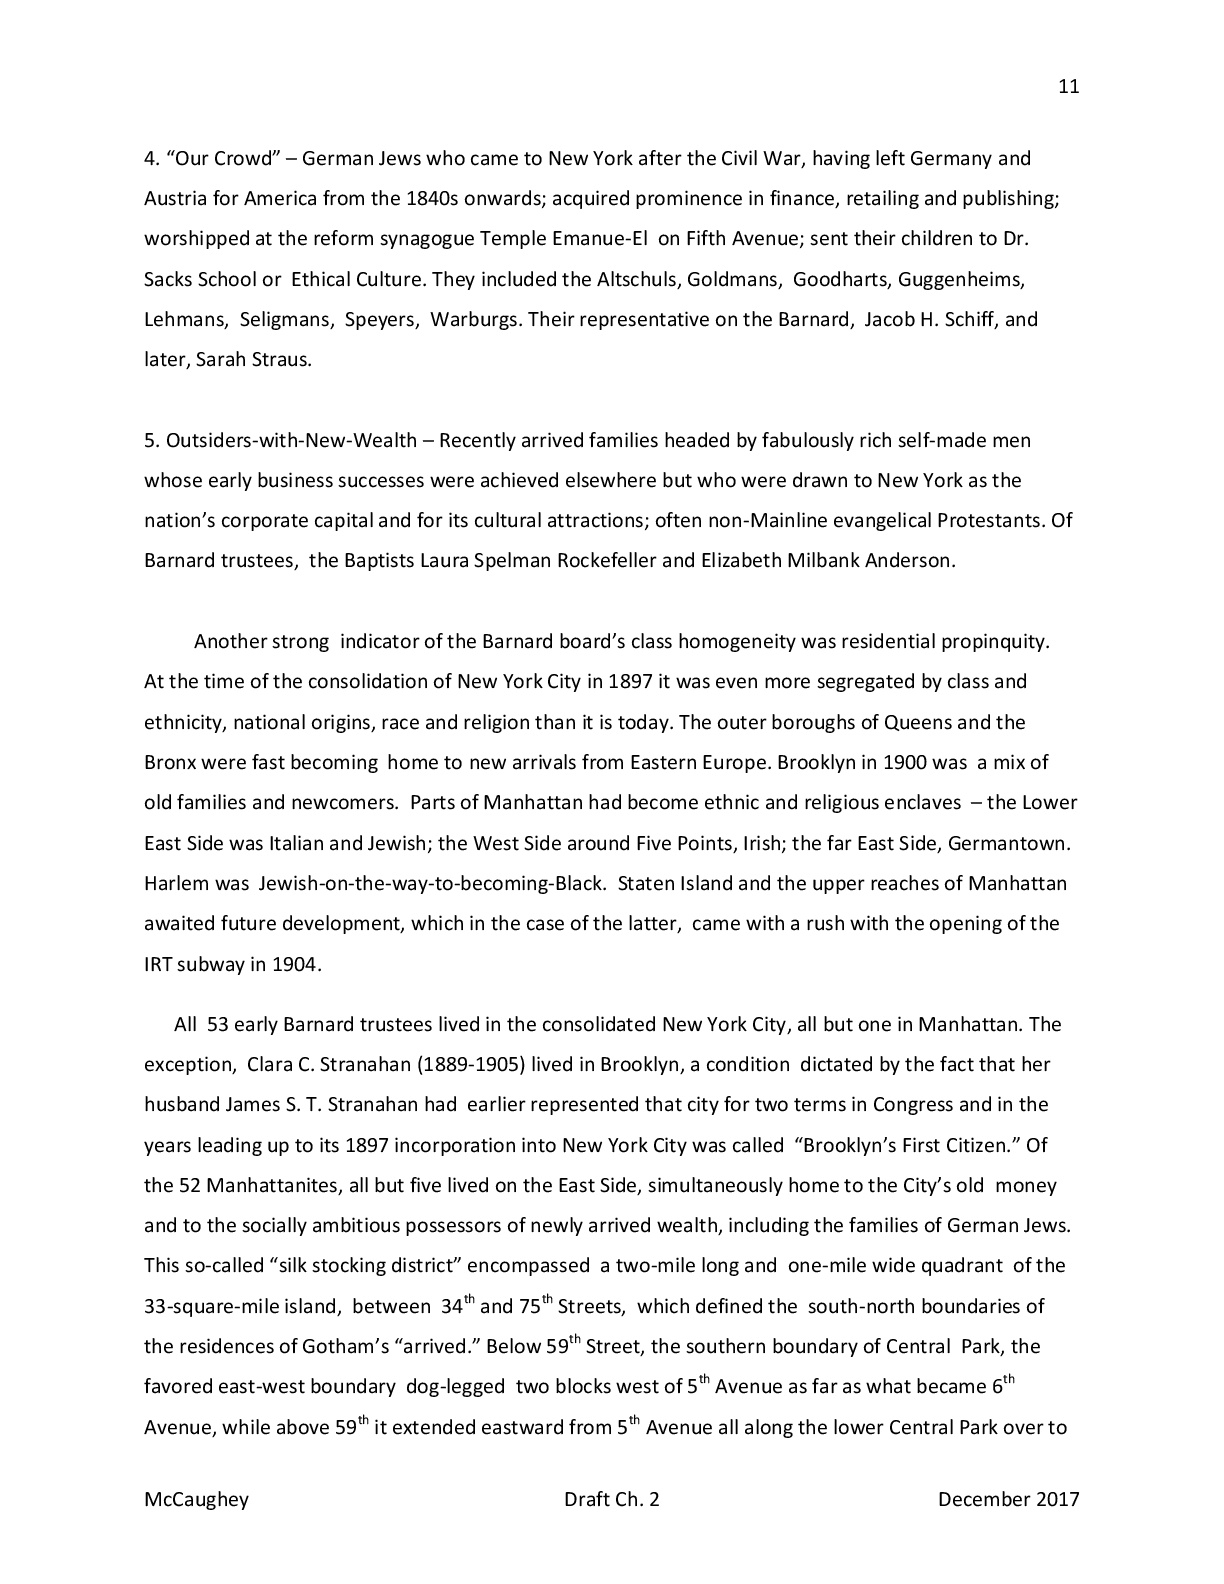 11
4. “Our Crowd” – German Jews who came to New York after the Civil War, having left Germany and
Austria for America from the 1840s onwards; acquired prominence in finance, retailing and publishing;
worshipped at the reform synagogue Temple Emanue-El on Fifth Avenue; sent their children to Dr.
Sacks School or Ethical Culture. They included the Altschuls, Goldmans, Goodharts, Guggenheims,
Lehmans, Seligmans, Speyers, Warburgs. Their representative on the Barnard, Jacob H. Schiff, and
later, Sarah Straus.
5. Outsiders-with-New-Wealth – Recently arrived families headed by fabulously rich self-made men
whose early business successes were achieved elsewhere but who were drawn to New York as the
nation’s corporate capital and for its cultural attractions; often non-Mainline evangelical Protestants. Of
Barnard trustees, the Baptists Laura Spelman Rockefeller and Elizabeth Milbank Anderson.
Another strong indicator of the Barnard board’s class homogeneity was residential propinquity.
At the time of the consolidation of New York City in 1897 it was even more segregated by class and
ethnicity, national origins, race and religion than it is today. The outer boroughs of Queens and the
Bronx were fast becoming home to new arrivals from Eastern Europe. Brooklyn in 1900 was a mix of
old families and newcomers. Parts of Manhattan had become ethnic and religious enclaves – the Lower
East Side was Italian and Jewish; the West Side around Five Points, Irish; the far East Side, Germantown.
Harlem was Jewish-on-the-way-to-becoming-Black. Staten Island and the upper reaches of Manhattan
awaited future development, which in the case of the latter, came with a rush with the opening of the
IRT subway in 1904.
All 53 early Barnard trustees lived in the consolidated New York City, all but one in Manhattan. The
exception, Clara C. Stranahan (1889-1905) lived in Brooklyn, a condition dictated by the fact that her
husband James S. T. Stranahan had earlier represented that city for two terms in Congress and in the
years leading up to its 1897 incorporation into New York City was called “Brooklyn’s First Citizen.” Of
the 52 Manhattanites, all but five lived on the East Side, simultaneously home to the City’s old money
and to the socially ambitious possessors of newly arrived wealth, including the families of German Jews.
This so-called “silk stocking district” encompassed a two-mile long and one-mile wide quadrant of the
33-square-mile island, between 34th and 75th Streets, which defined the south-north boundaries of
the residences of Gotham’s “arrived.” Below 59th Street, the southern boundary of Central Park, the
favored east-west boundary dog-legged two blocks west of 5th Avenue as far as what became 6th
Avenue, while above 59th it extended eastward from 5th Avenue all along the lower Central Park over to
McCaughey Draft Ch. 2 December 2017